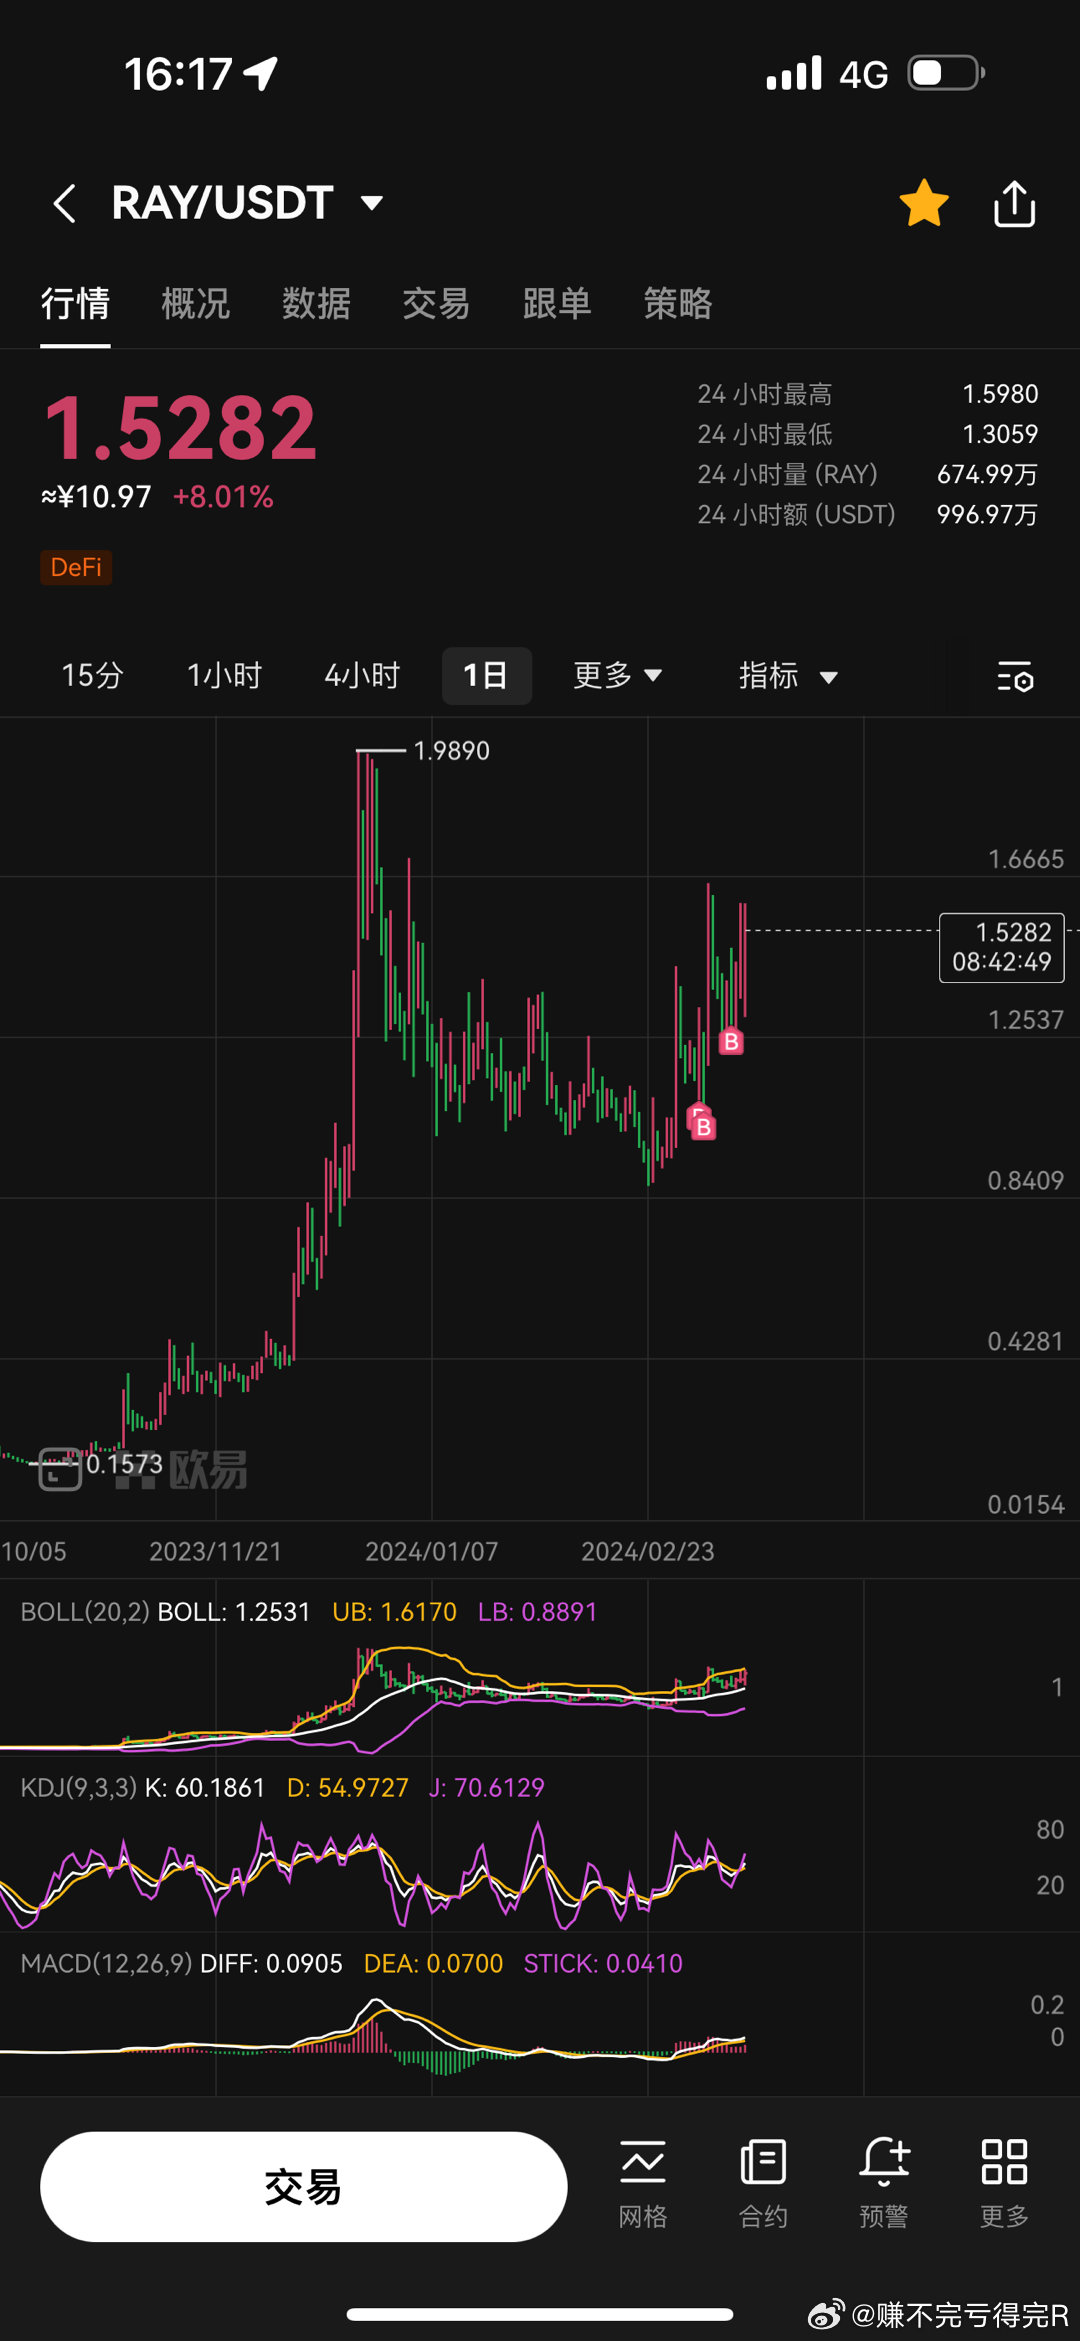 16:17 4G
RAY/USDT
行情 概况 数据 交易 跟单 策略
1.5282
≈¥10.97 +8.01%
DeFi
24 小时最高 1.5980
24 小时最低 1.3059
24 小时量 (RAY) 674.99万
24 小时额 (USDT) 996.97万
15分 1小时 4小时 1日 更多 指标
1.9890
1.6665
1.5282
08:42:49
1.2537
B
B
0.8409
0.4281
0.1573
欧易
0.0154
10/05 2023/11/21 2024/01/07 2024/02/23
BOLL(20,2) BOLL: 1.2531 UB: 1.6170 LB: 0.8891
1
KDJ(9,3,3) K: 60.1861 D: 54.9727 J: 70.6129
80
20
MACD(12,26,9) DIFF: 0.0905 DEA: 0.0700 STICK: 0.0410
0.2
0
交易 网格 合约 预警 更多
@赚不完亏得完R